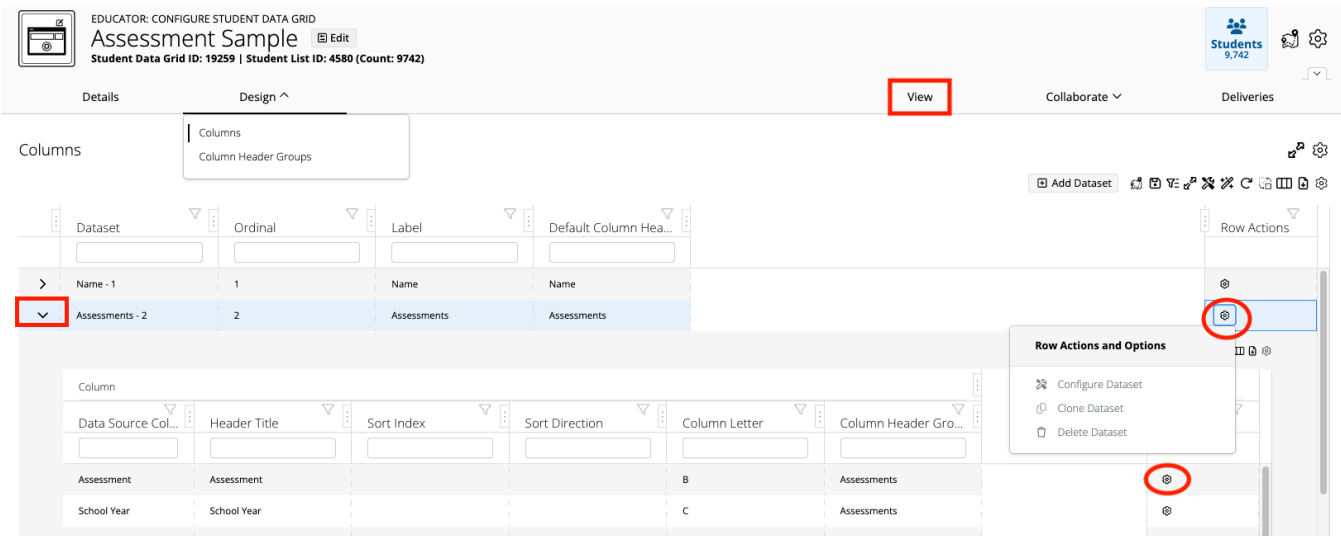 EDUCATOR: CONFIGURE STUDENT DATA GRID
Assessment Sample Edit
Student Data Grid ID: 19259 | Student List ID: 4580 (Count: 9742)
Students
9,742
Details Design View Collaborate Deliveries
Columns
Column Header Groups
Columns
Add Dataset
Dataset Ordinal Label Default Column Hea... Row Actions
Name - 1 1 Name Name
Assessments - 2 2 Assessments Assessments
Row Actions and Options
Configure Dataset
Clone Dataset
Delete Dataset
Column
Data Source Col... Header Title Sort Index Sort Direction Column Letter Column Header Gro...
Assessment Assessment B Assessments
School Year School Year C Assessments